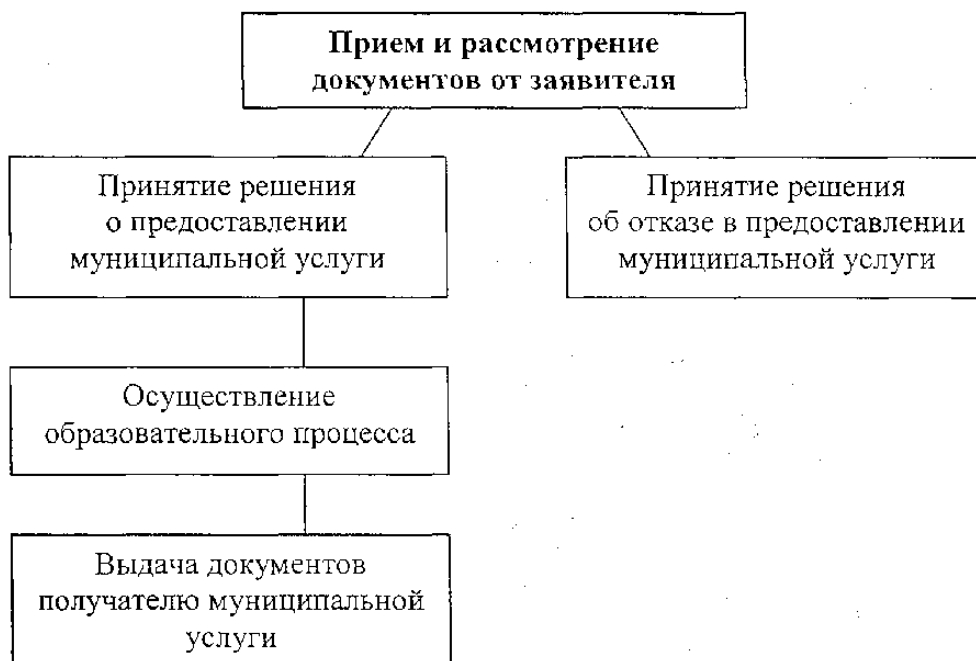 Прием и рассмотрение
документов от заявителя
Принятие решения
о предоставлении
муниципальной услуги
Принятие решения
об отказе в предоставлении
муниципальной услуги
Осуществление
образовательного процесса
Выдача документов
получателю муниципальной
услуги